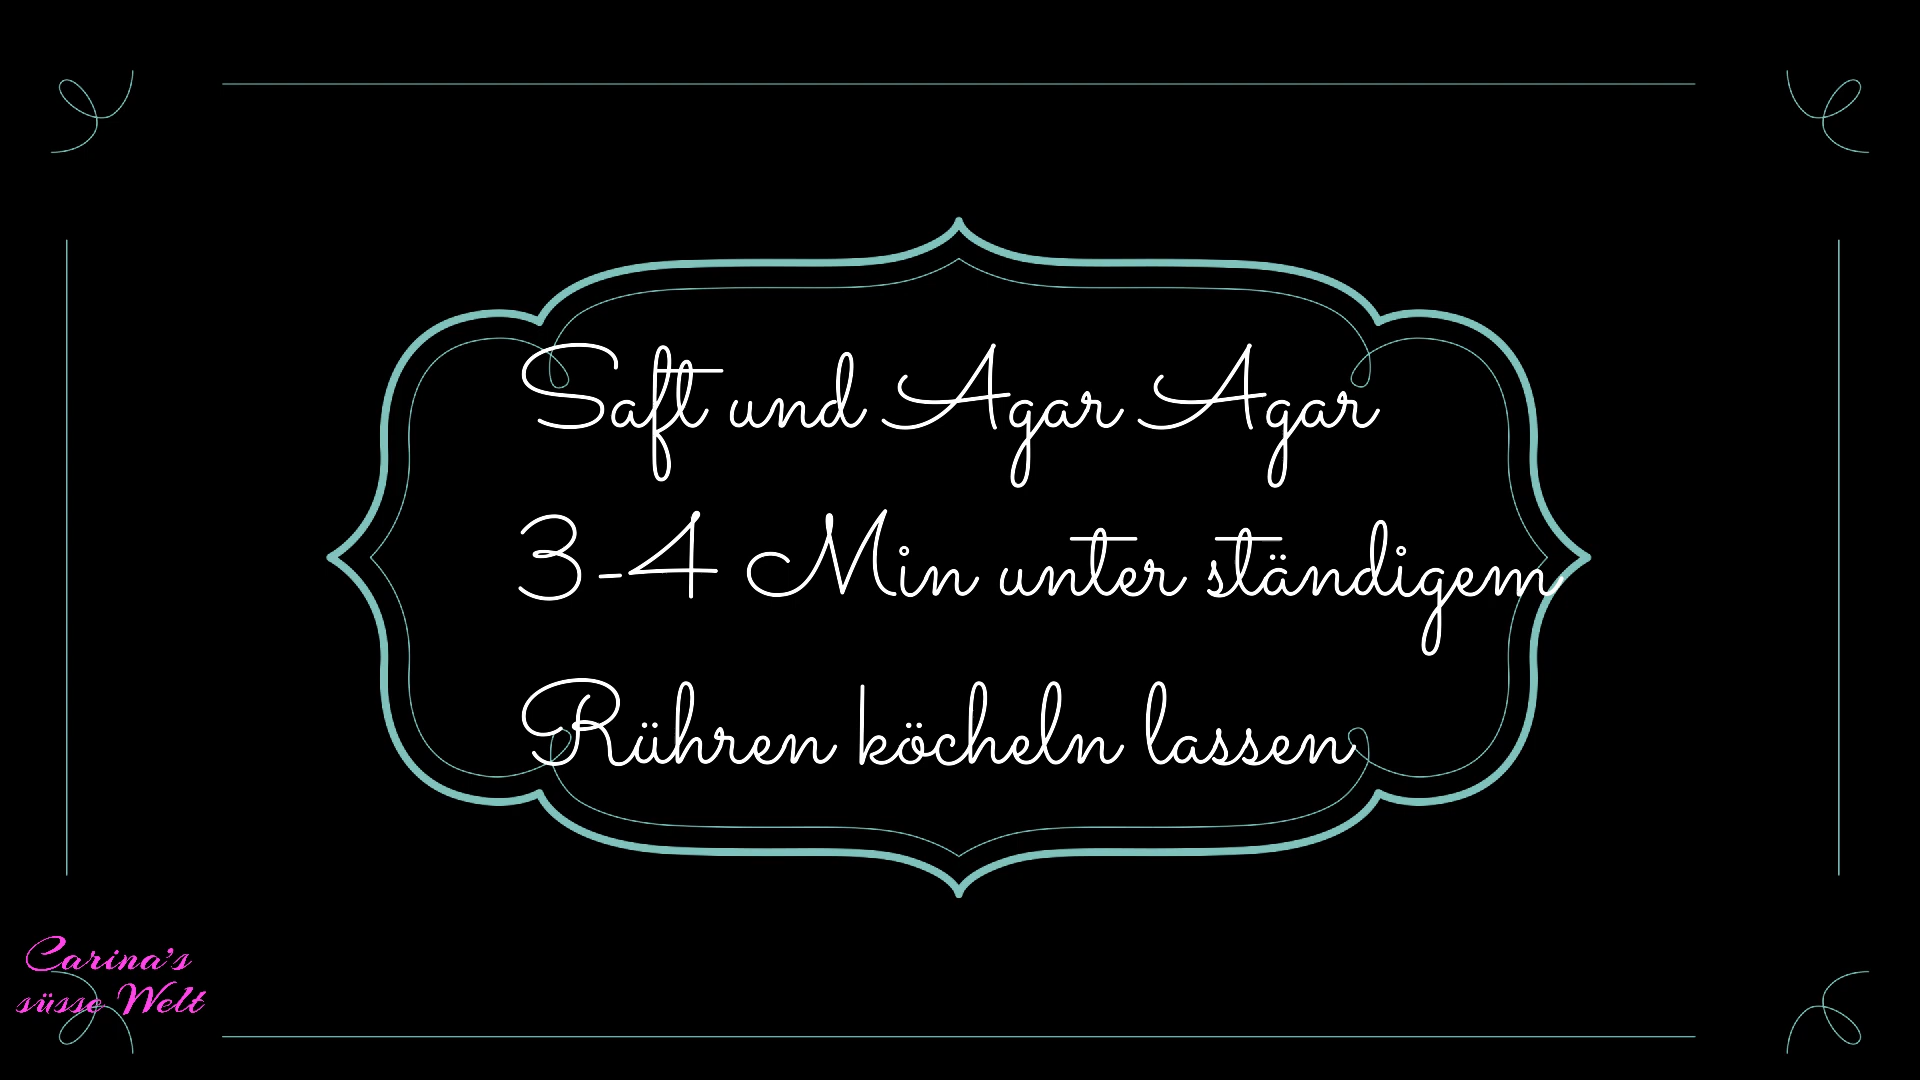 Saft und Agar Agar
3-4 Min unter ständigem
Rühren köcheln lassen
Carina's
süsse Welt